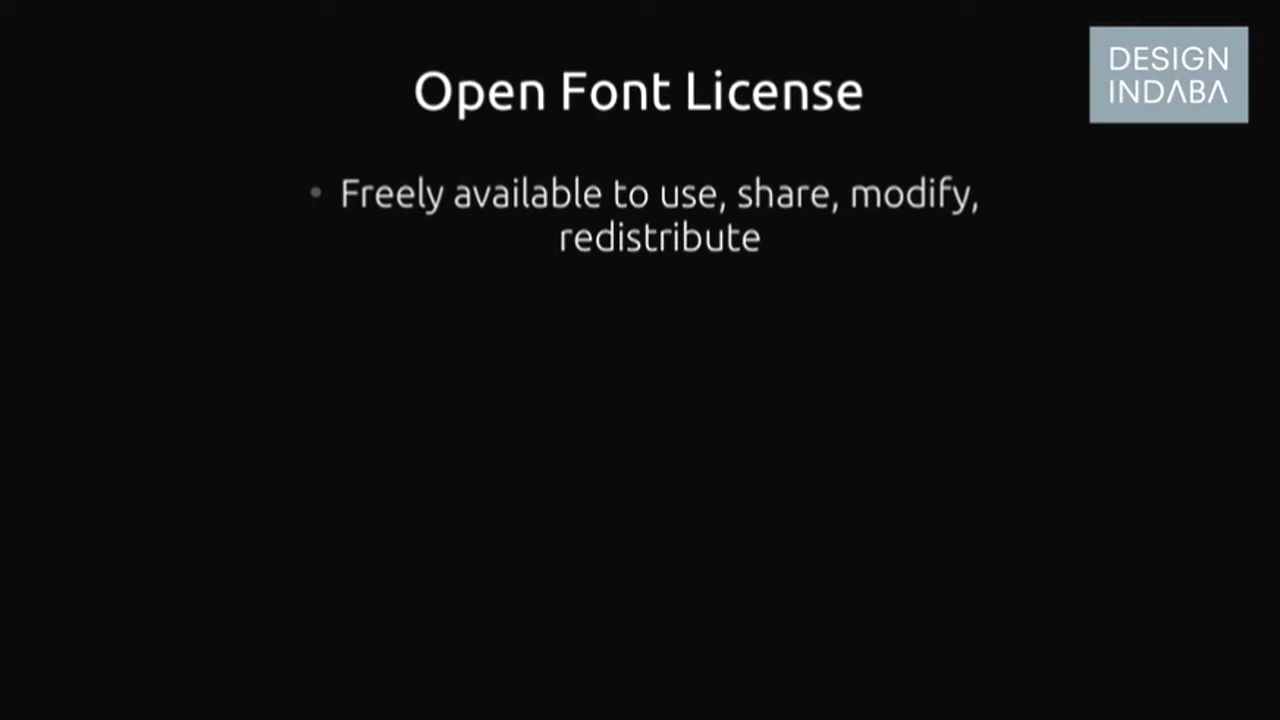 DESIGN
INDABA
Open Font License
• Freely available to use, share, modify,
redistribute